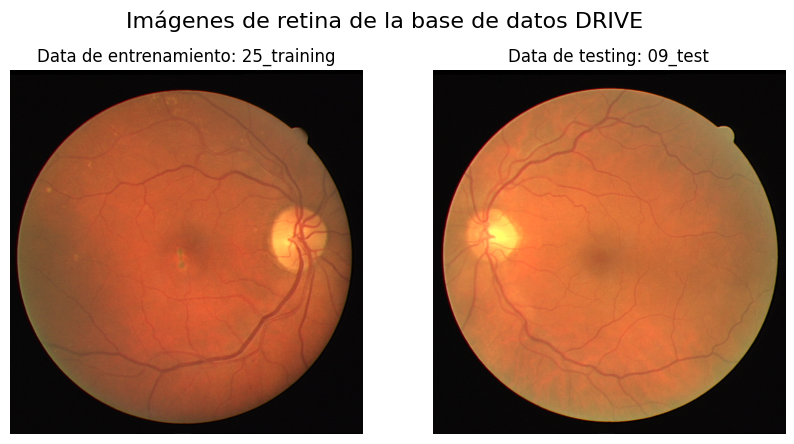 Imágenes de retina de la base de datos DRIVE
Data de entrenamiento: 25_training
Data de testing: 09_test